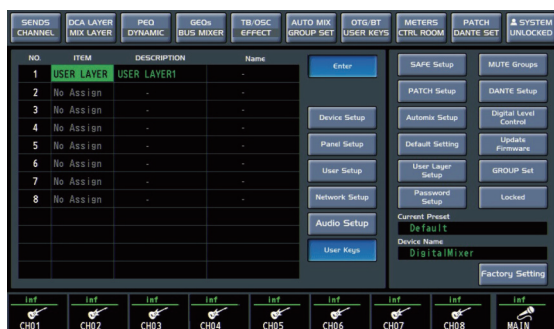 SENDS CHANNEL
DCA LAYER MIX LAYER
PEQ DYNAMIC
GEQs BUS MIXER
TB/OSC EFFECT
AUTO MIX GROUP SET
OTG/BT USER KEYS
METERS CTRL ROOM
PATCH DANTE SET
SYSTEM UNLOCKED
NO. ITEM DESCRIPTION Name
1 USER LAYER USER LAYER1 -
2 No Assign - -
3 No Assign - -
4 No Assign - -
5 No Assign - -
6 No Assign - -
7 No Assign - -
8 No Assign - -
Enter
Device Setup
Panel Setup
User Setup
Network Setup
Audio Setup
User Keys
SAFE Setup
MUTE Groups
PATCH Setup
DANTE Setup
Automix Setup
Digital Level
Control
Default Setting
Update
Firmware
User Layer
Setup
GROUP Set
Password
Setup
Locked
Current Preset
Default
Device Name
DigitalMixer
Factory Setting
inf inf inf inf inf inf inf inf inf
CH01 CH02 CH03 CH04 CH05 CH06 CH07 CH08 MAIN